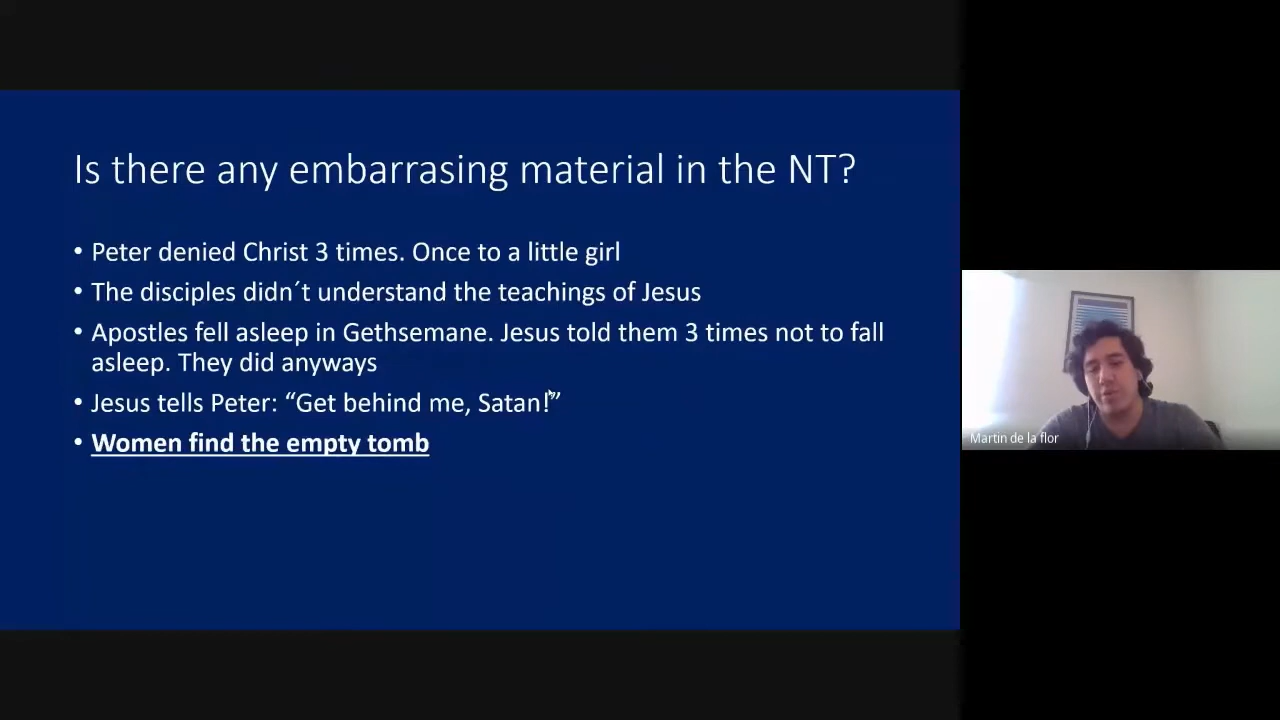 Is there any embarrasing material in the NT?
• Peter denied Christ 3 times. Once to a little girl
• The disciples didn´t understand the teachings of Jesus
• Apostles fell asleep in Gethsemane. Jesus told them 3 times not to fall
asleep. They did anyways
• Jesus tells Peter: “Get behind me, Satan!”
• Women find the empty tomb
Martin de la flor